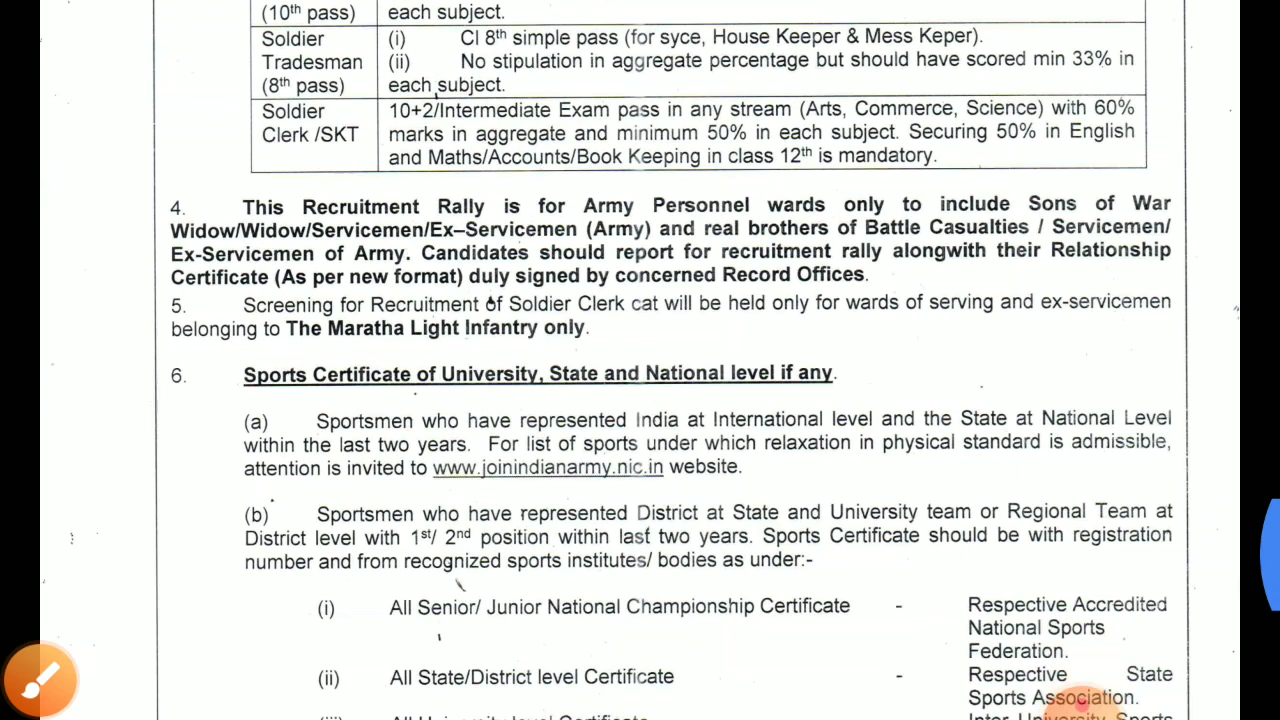 (10th pass) each subject.
Soldier (i) Cl 8th simple pass (for syce, House Keeper & Mess Keper).
Tradesman (ii) No stipulation in aggregate percentage but should have scored min 33% in
(8th pass) each subject.
Soldier 10+2/Intermediate Exam pass in any stream (Arts, Commerce, Science) with 60%
Clerk /SKT marks in aggregate and minimum 50% in each subject. Securing 50% in English
and Maths/Accounts/Book Keeping in class 12th is mandatory.
4. This Recruitment Rally is for Army Personnel wards only to include Sons of War
Widow/Widow/Servicemen/Ex–Servicemen (Army) and real brothers of Battle Casualties / Servicemen/
Ex-Servicemen of Army. Candidates should report for recruitment rally alongwith their Relationship
Certificate (As per new format) duly signed by concerned Record Offices.
5. Screening for Recruitment of Soldier Clerk cat will be held only for wards of serving and ex-servicemen
belonging to The Maratha Light Infantry only.
6. Sports Certificate of University, State and National level if any.
(a) Sportsmen who have represented India at International level and the State at National Level
within the last two years. For list of sports under which relaxation in physical standard is admissible,
attention is invited to www.joinindianarmy.nic.in website.
(b) Sportsmen who have represented District at State and University team or Regional Team at
District level with 1st/ 2nd position within last two years. Sports Certificate should be with registration
number and from recognized sports institutes/ bodies as under:-
(i) All Senior/ Junior National Championship Certificate - Respective Accredited
National Sports
Federation.
(ii) All State/District level Certificate - Respective State
Sports Association.
All University level Certificate Inter University Sports